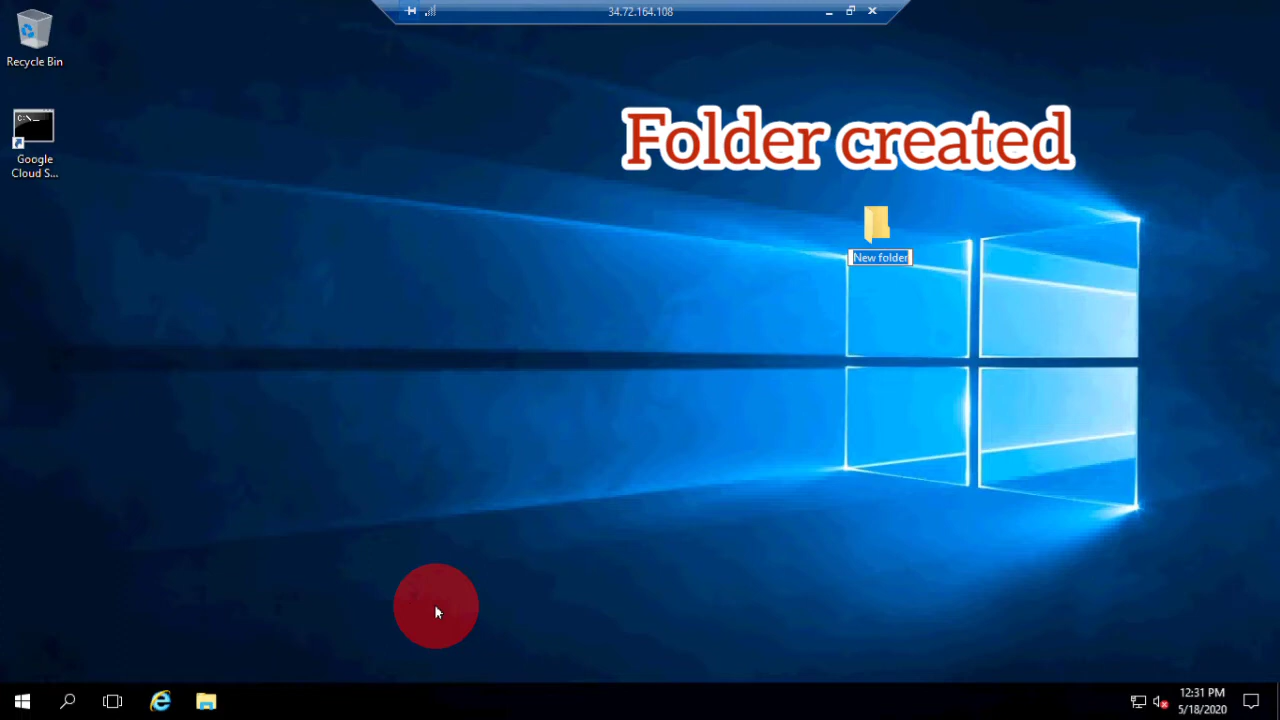 34.72.164.108
Recycle Bin
C:\._
Google
Cloud S...
Folder created
New folder
12:31 PM
5/18/2020